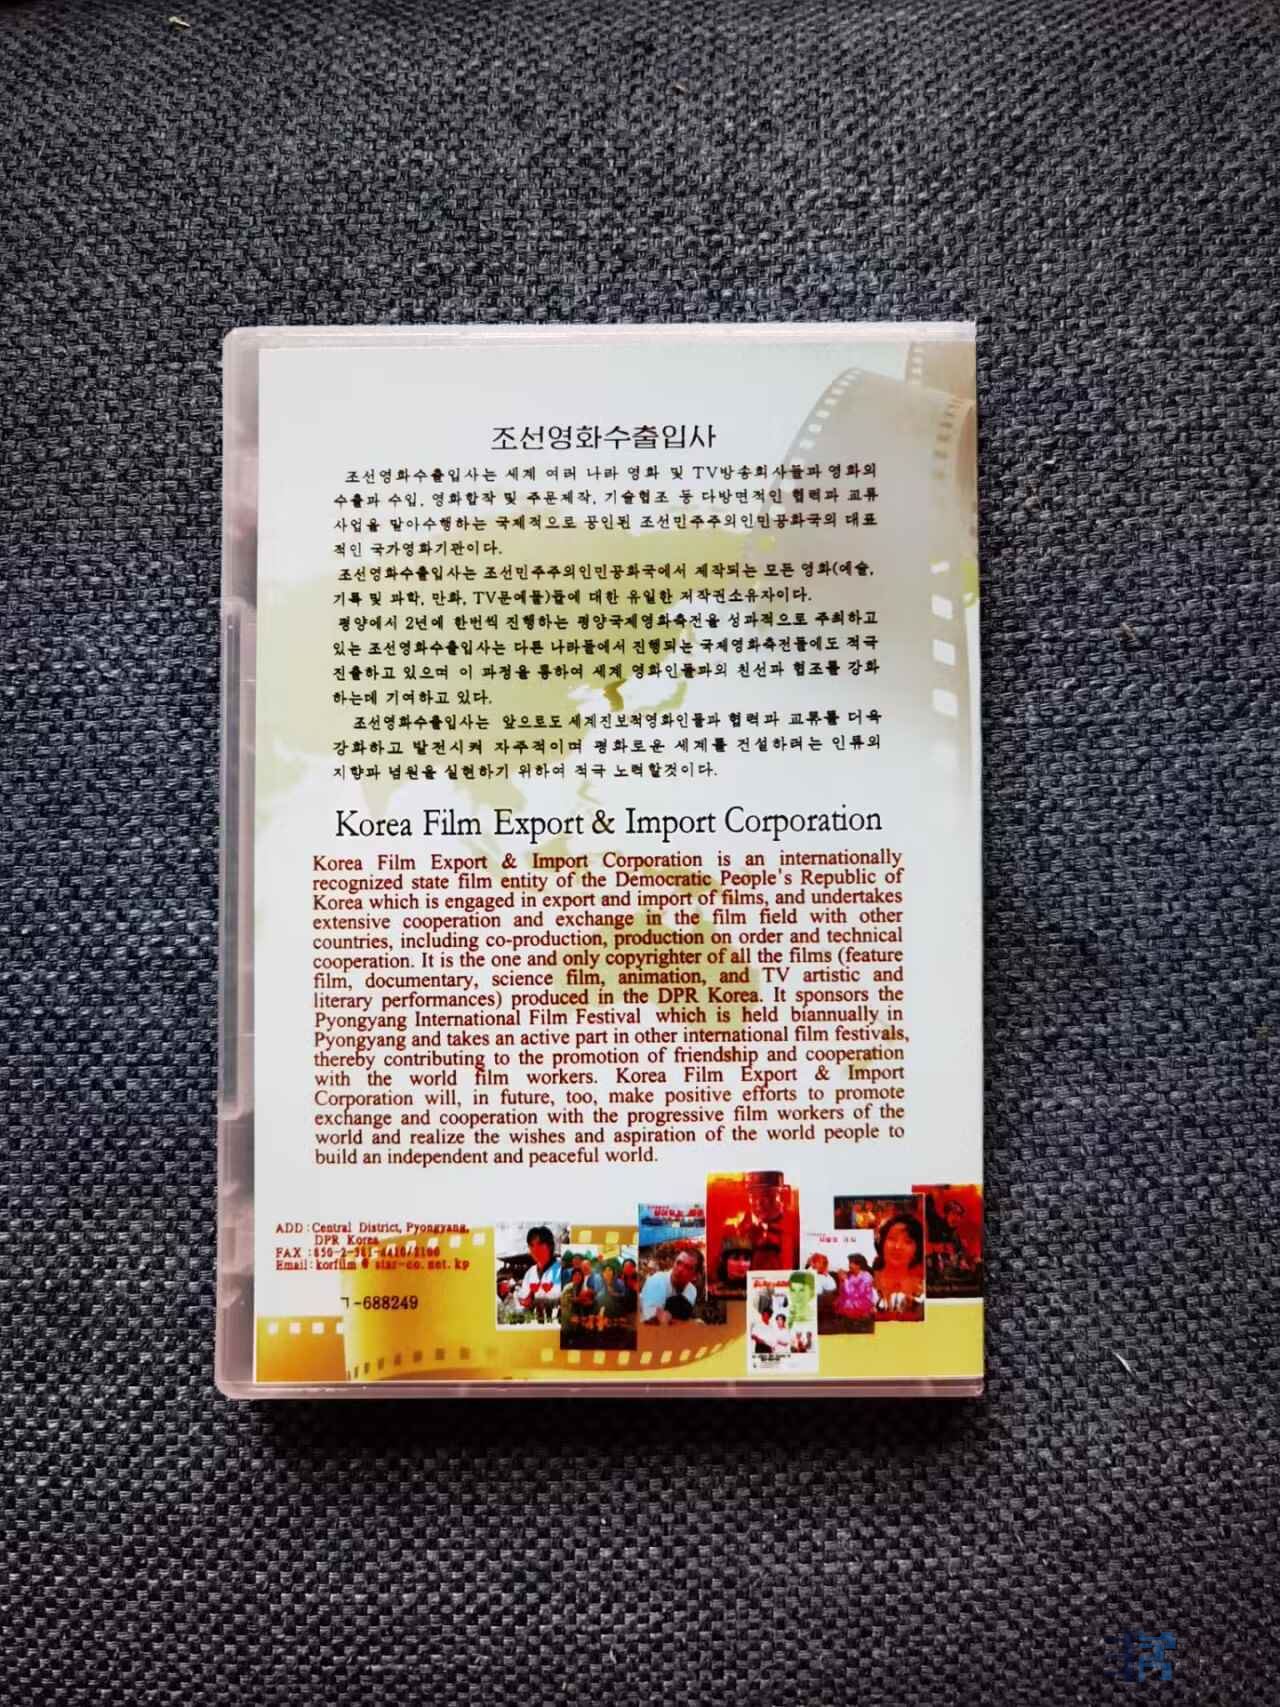 조선영화수출입사
조선영화수출입사는 세계 여러 나라 영화 및 TV방송회사들과 영화의
수출과 수입, 영화합작 및 주문제작, 기술협조 등 다방면적인 협력과 교류
사업을 맡아수행하는 국제적으로 공인된 조선민주주의인민공화국의 대표
적인 국가영화기관이다.
조선영화수출입사는 조선민주주의인민공화국에서 제작되는 모든 영화(예술,
기록 및 과학, 만화, TV문예물)들에 대한 유일한 저작권소유자이다.
평양에서 2년에 한번씩 진행하는 평양국제영화축전을 성과적으로 주최하고
있는 조선영화수출입사는 다른 나라들에서 진행되는 국제영화축전들에도 적극
진출하고 있으며 이 과정을 통하여 세계 영화인들과의 친선과 협조를 강화
하는데 기여하고 있다.
조선영화수출입사는 앞으로도 세계진보적영화인들과 협력과 교류를 더욱
강화하고 발전시켜 자주적이며 평화로운 세계를 건설하려는 인류의
지향과 념원을 실현하기 위하여 적극 노력할것이다.
Korea Film Export & Import Corporation
Korea Film Export & Import Corporation is an internationally
recognized state film entity of the Democratic People's Republic of
Korea which is engaged in export and import of films, and undertakes
extensive cooperation and exchange in the film field with other
countries, including co-production, production on order and technical
cooperation. It is the one and only copyrighter of all the films (feature
film, documentary, science film, animation, and TV artistic and
literary performances) produced in the DPR Korea. It sponsors the
Pyongyang International Film Festival which is held biannually in
Pyongyang and takes an active part in other international film festivals,
thereby contributing to the promotion of friendship and cooperation
with the world film workers. Korea Film Export & Import
Corporation will, in future, too, make positive efforts to promote
exchange and cooperation with the progressive film workers of the
world and realize the wishes and aspiration of the world people to
build an independent and peaceful world.
ADD : Central District, Pyongyang,
DPR Korea
FAX : 850-2-381-4410/2100
Email: korfilm @ star-co.net.kp
ㄱ-688249